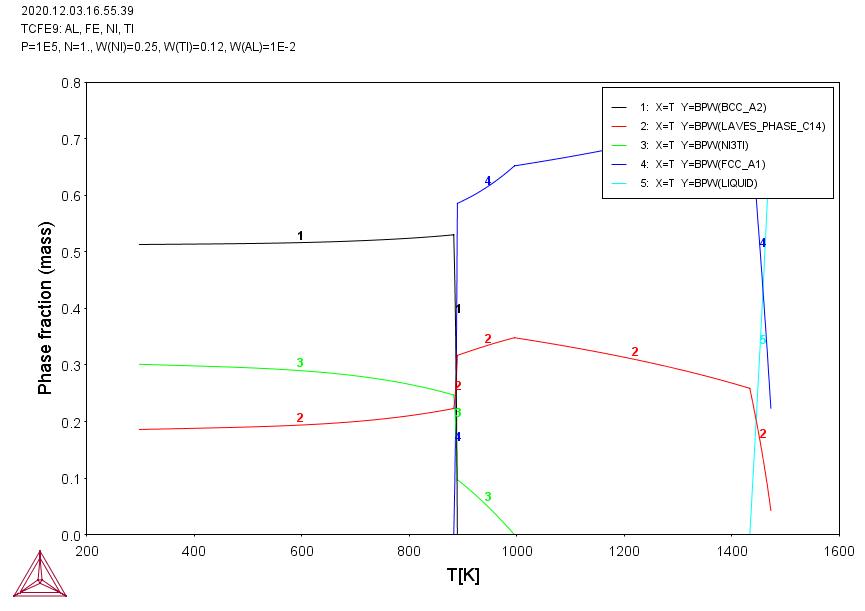 2020.12.03.16.55.39
TCFE9: AL, FE, NI, TI
P=1E5, N=1., W(NI)=0.25, W(TI)=0.12, W(AL)=1E-2
0.8
0.7
0.6
0.5
0.4
0.3
0.2
0.1
0.0
Phase fraction (mass)
1: X=T Y=BPW(BCC_A2)
2: X=T Y=BPW(LAVES_PHASE_C14)
3: X=T Y=BPW(NI3TI)
4: X=T Y=BPW(FCC_A1)
5: X=T Y=BPW(LIQUID)
4
1
4
1
5
2
2
3
2
2
3
2
4
2
3
200 400 600 800 1000 1200 1400 1600
T[K]